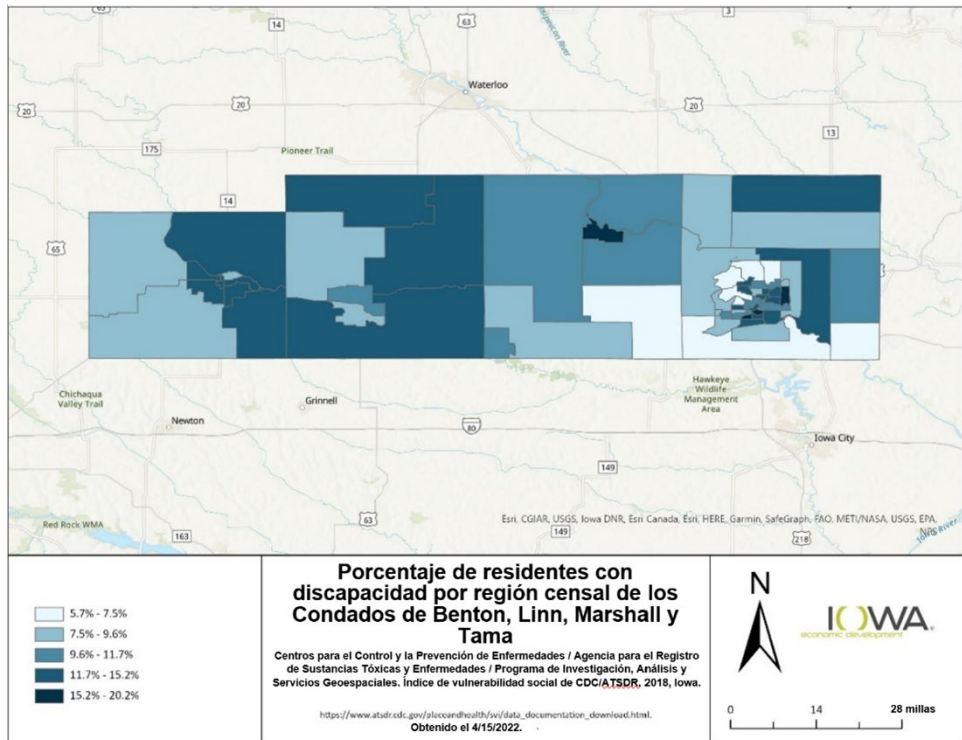 65
63
14
3
Waterloo
20
20
20
20
13
175
Pioneer Trail
14
65
Chichaqua
Valley Trail
Grinnell
Newton
80
Hawkeye
Wildlife
Management
Area
Iowa City
149
Red Rock WMA
163
63
149
218
Esri, CGIAR, USGS, Iowa DNR, Esri Canada, Esri, HERE, Garmin, SafeGraph, FAO, METI/NASA, USGS, EPA,
NPS
5.7% - 7.5%
7.5% - 9.6%
9.6% - 11.7%
11.7% - 15.2%
15.2% - 20.2%
Porcentaje de residentes con
discapacidad por región censal de los
Condados de Benton, Linn, Marshall y
Tama
Centros para el Control y la Prevención de Enfermedades / Agencia para el Registro
de Sustancias Tóxicas y Enfermedades / Programa de Investigación, Análisis y
Servicios Geoespaciales. Índice de vulnerabilidad social de CDC/ATSDR, 2018, Iowa.
https://www.atsdr.cdc.gov/placeandhealth/svi/data_documentation_download.html.
Obtenido el 4/15/2022.
N
IOWA
economic development
0 14 28 millas